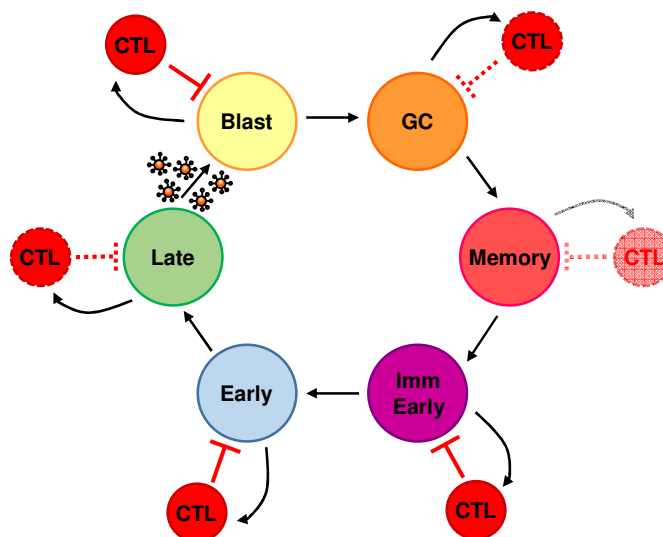 CTL
CTL
Blast
GC
CTL
Late
Memory
CTL
Early
Imm
Early
CTL
CTL